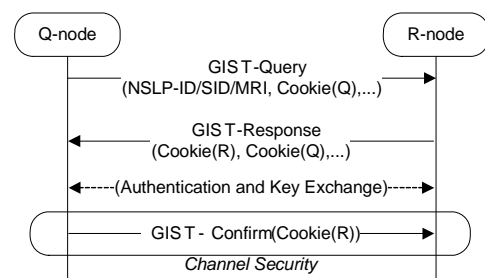 Q-node
R-node
GIST-Query
(NSLP-ID/SID/MRI, Cookie(Q),...)
GIST-Response
(Cookie(R), Cookie(Q),...)
(Authentication and Key Exchange)
GIST - Confirm(Cookie(R))
Channel Security